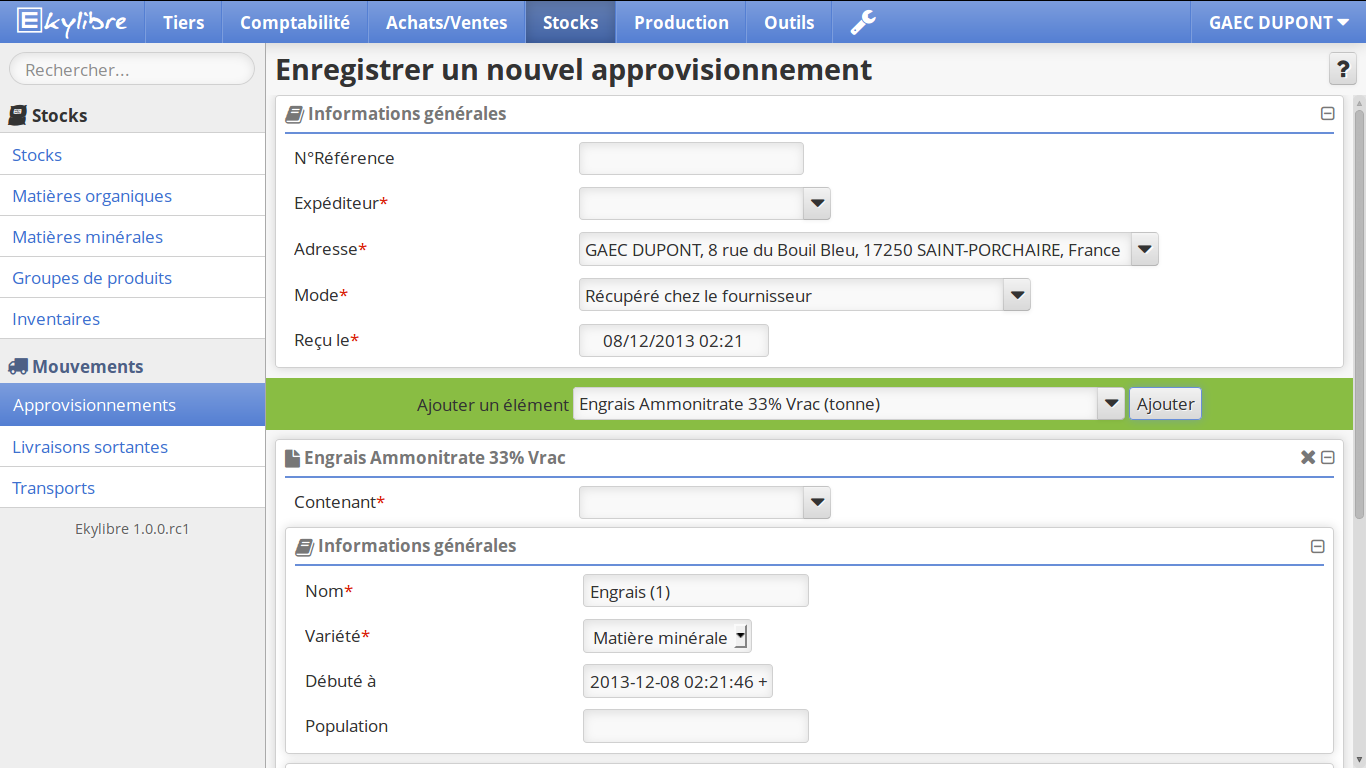 Ekylibre Tiers Comptabilité Achats/Ventes Stocks Production Outils GAEC DUPONT
Rechercher...
Stocks
Stocks
Matières organiques
Matières minérales
Groupes de produits
Inventaires
Mouvements
Approvisionnements
Livraisons sortantes
Transports
Ekylibre 1.0.0.rc1
Enregistrer un nouvel approvisionnement ?
Informations générales
N°Référence
Expéditeur*
Adresse* GAEC DUPONT, 8 rue du Bouil Bleu, 17250 SAINT-PORCHAIRE, France
Mode* Récupéré chez le fournisseur
Reçu le* 08/12/2013 02:21
Ajouter un élément Engrais Ammonitrate 33% Vrac (tonne) Ajouter
Engrais Ammonitrate 33% Vrac
Contenant*
Informations générales
Nom* Engrais (1)
Variété* Matière minérale
Débuté à 2013-12-08 02:21:46 +
Population